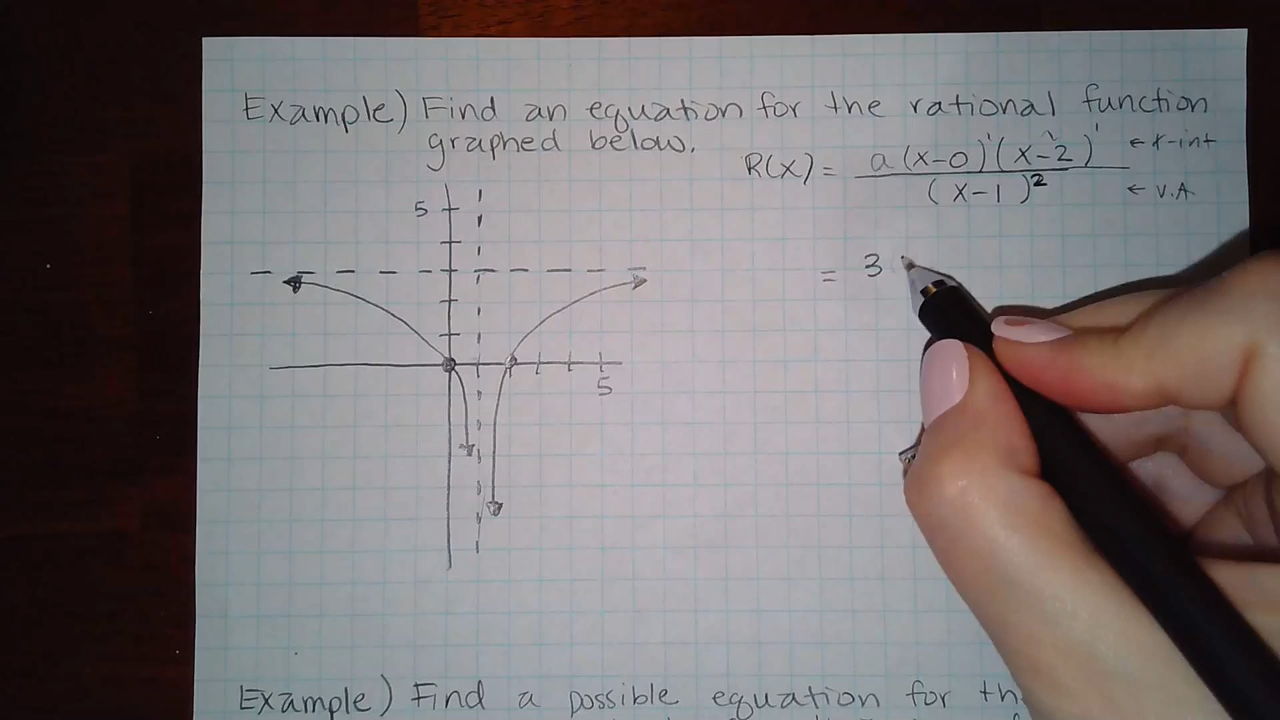 Example) Find an equation for the rational function
graphed below.
R(x) = a(x-0)¹(x-2)¹ ← x-int
(x-1)² ← V.A.
5
= 3
5
Example) Find a possible equation for th